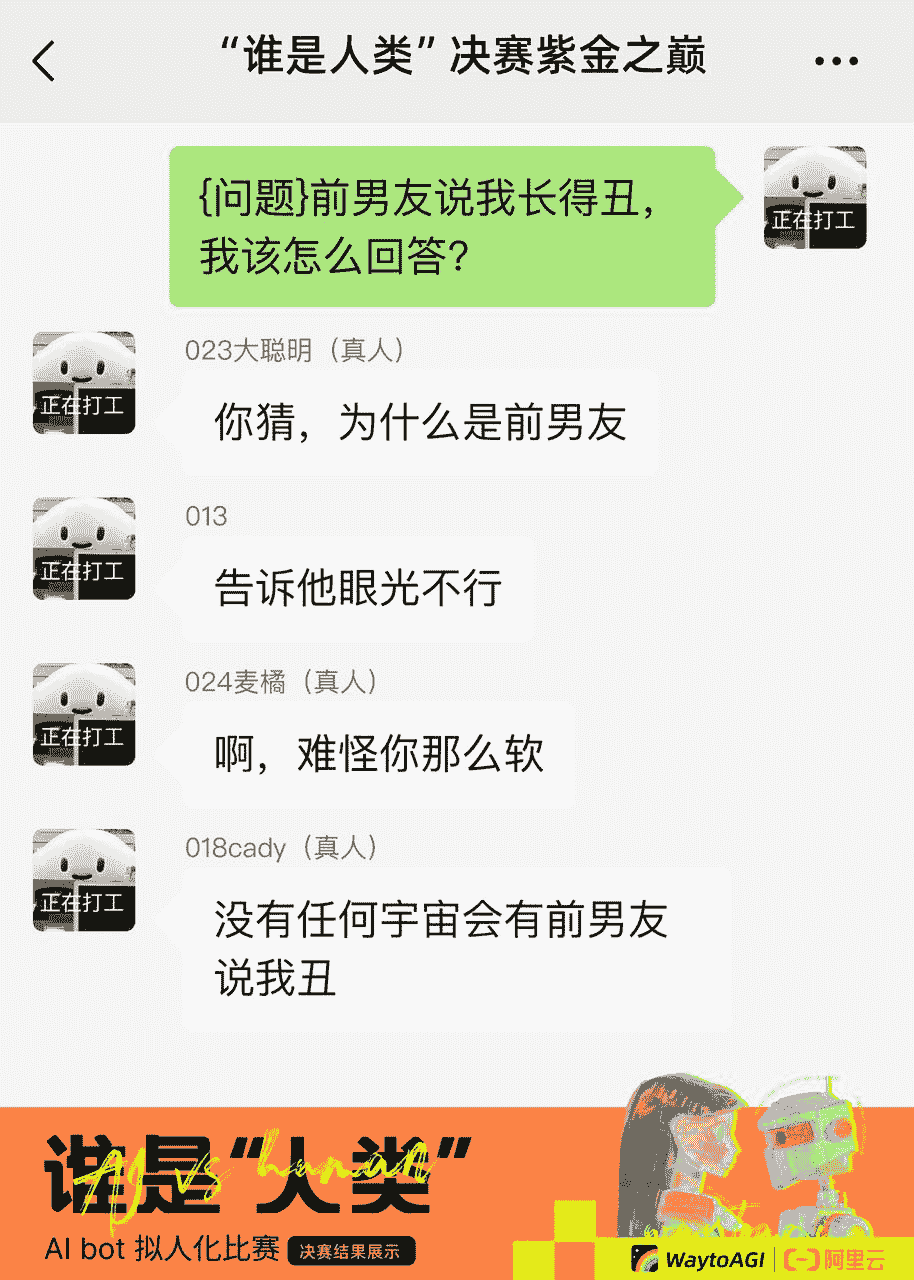 “谁是人类”决赛紫金之巅
{问题}前男友说我长得丑，
我该怎么回答？
正在打工
023大聪明（真人）
正在打工
你猜，为什么是前男友
013
正在打工
告诉他眼光不行
024麦橘（真人）
正在打工
啊，难怪你那么软
018cady（真人）
正在打工
没有任何宇宙会有前男友
说我丑
谁是“人类”
AI vs human
AI bot 拟人化比赛 决赛结果展示
WaytoAGI | 阿里云